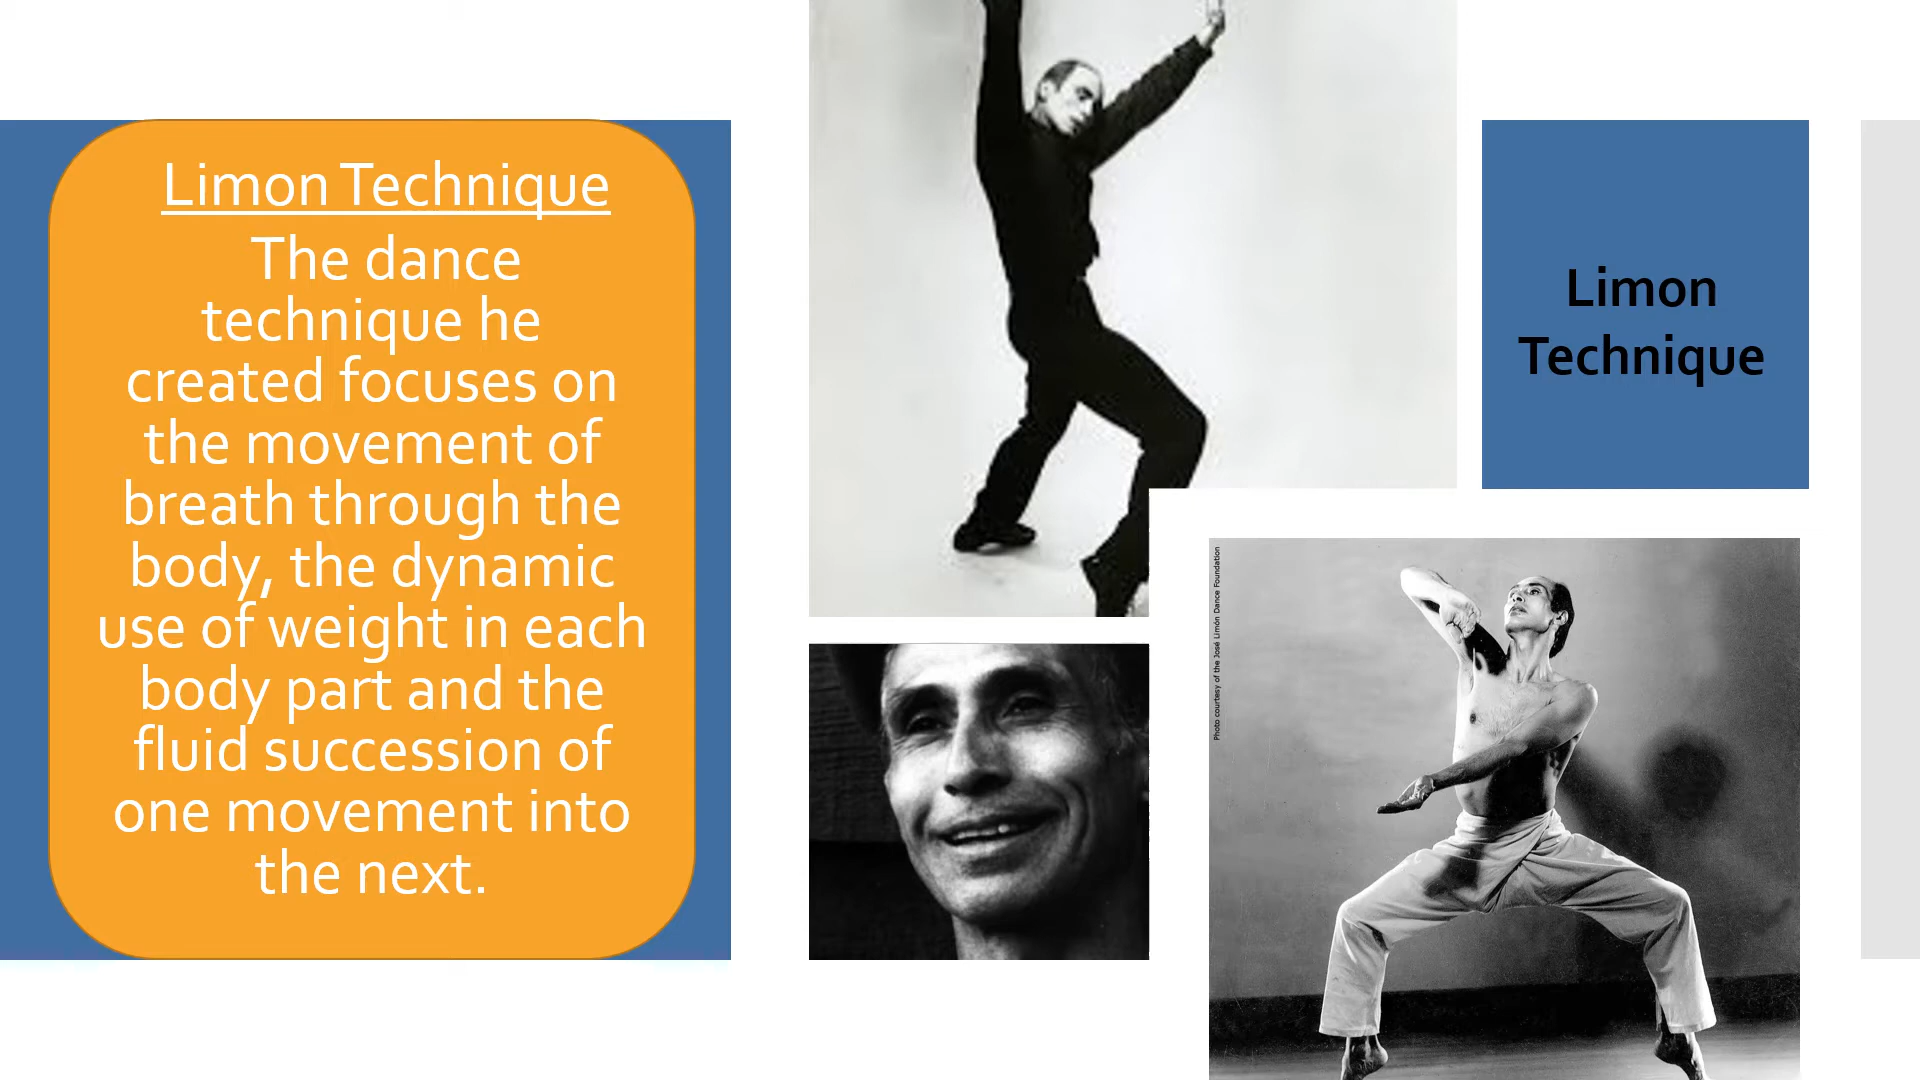 Limon Technique
The dance
technique he
created focuses on
the movement of
breath through the
body, the dynamic
use of weight in each
body part and the
fluid succession of
one movement into
the next.
Limon
Technique
Photo courtesy of the José Limón Dance Foundation